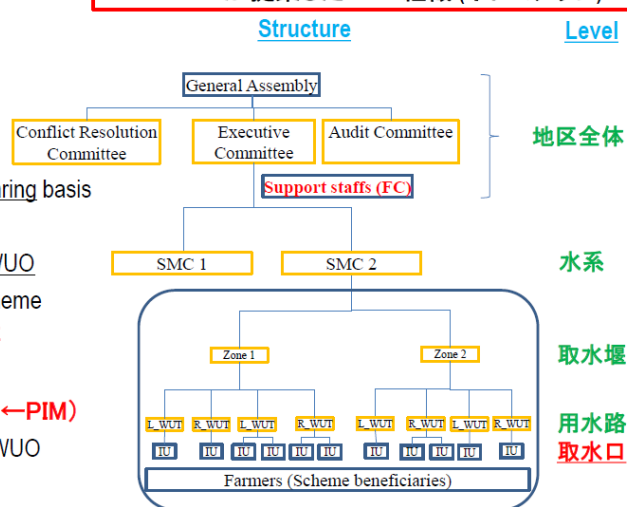 Structure
Level
General Assembly
Conflict Resolution
Committee
Executive
Committee
Audit Committee
地区全体
aring basis
Support staffs (FC)
WUO
SMC 1
SMC 2
水系
eme
Zone 1
Zone 2
取水堰
←PIM)
L_WUT R_WUT L_WUT R_WUT L_WUT R_WUT L_WUT R_WUT
用水路
WUO
IU IU IU IU IU IU IU IU IU IU IU
取水口
Farmers (Scheme beneficiaries)